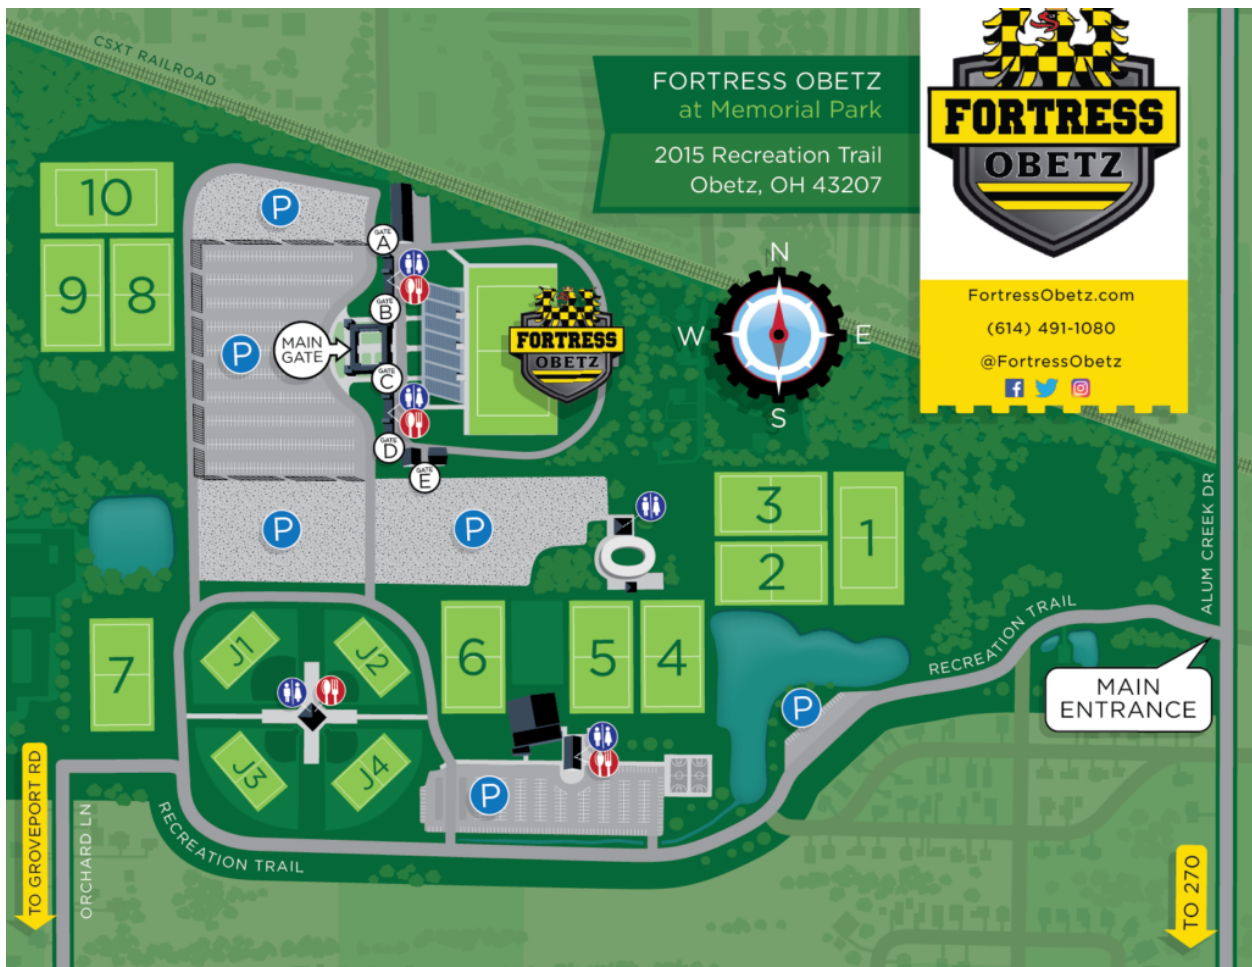 CSXT RAILROAD
FORTRESS OBETZ
at Memorial Park
2015 Recreation Trail
Obetz, OH 43207
FORTRESS
OBETZ
FortressObetz.com
(614) 491-1080
@FortressObetz
N
W
E
S
10
9
8
P
GATE
A
GATE
B
MAIN
GATE
P
GATE
C
GATE
D
GATE
E
FORTRESS
OBETZ
P
P
3
2
1
ALUM CREEK DR
RECREATION TRAIL
MAIN
ENTRANCE
7
J1
J2
J3
J4
6
5
4
P
P
TO GROVEPORT RD
ORCHARD LN
RECREATION TRAIL
TO 270